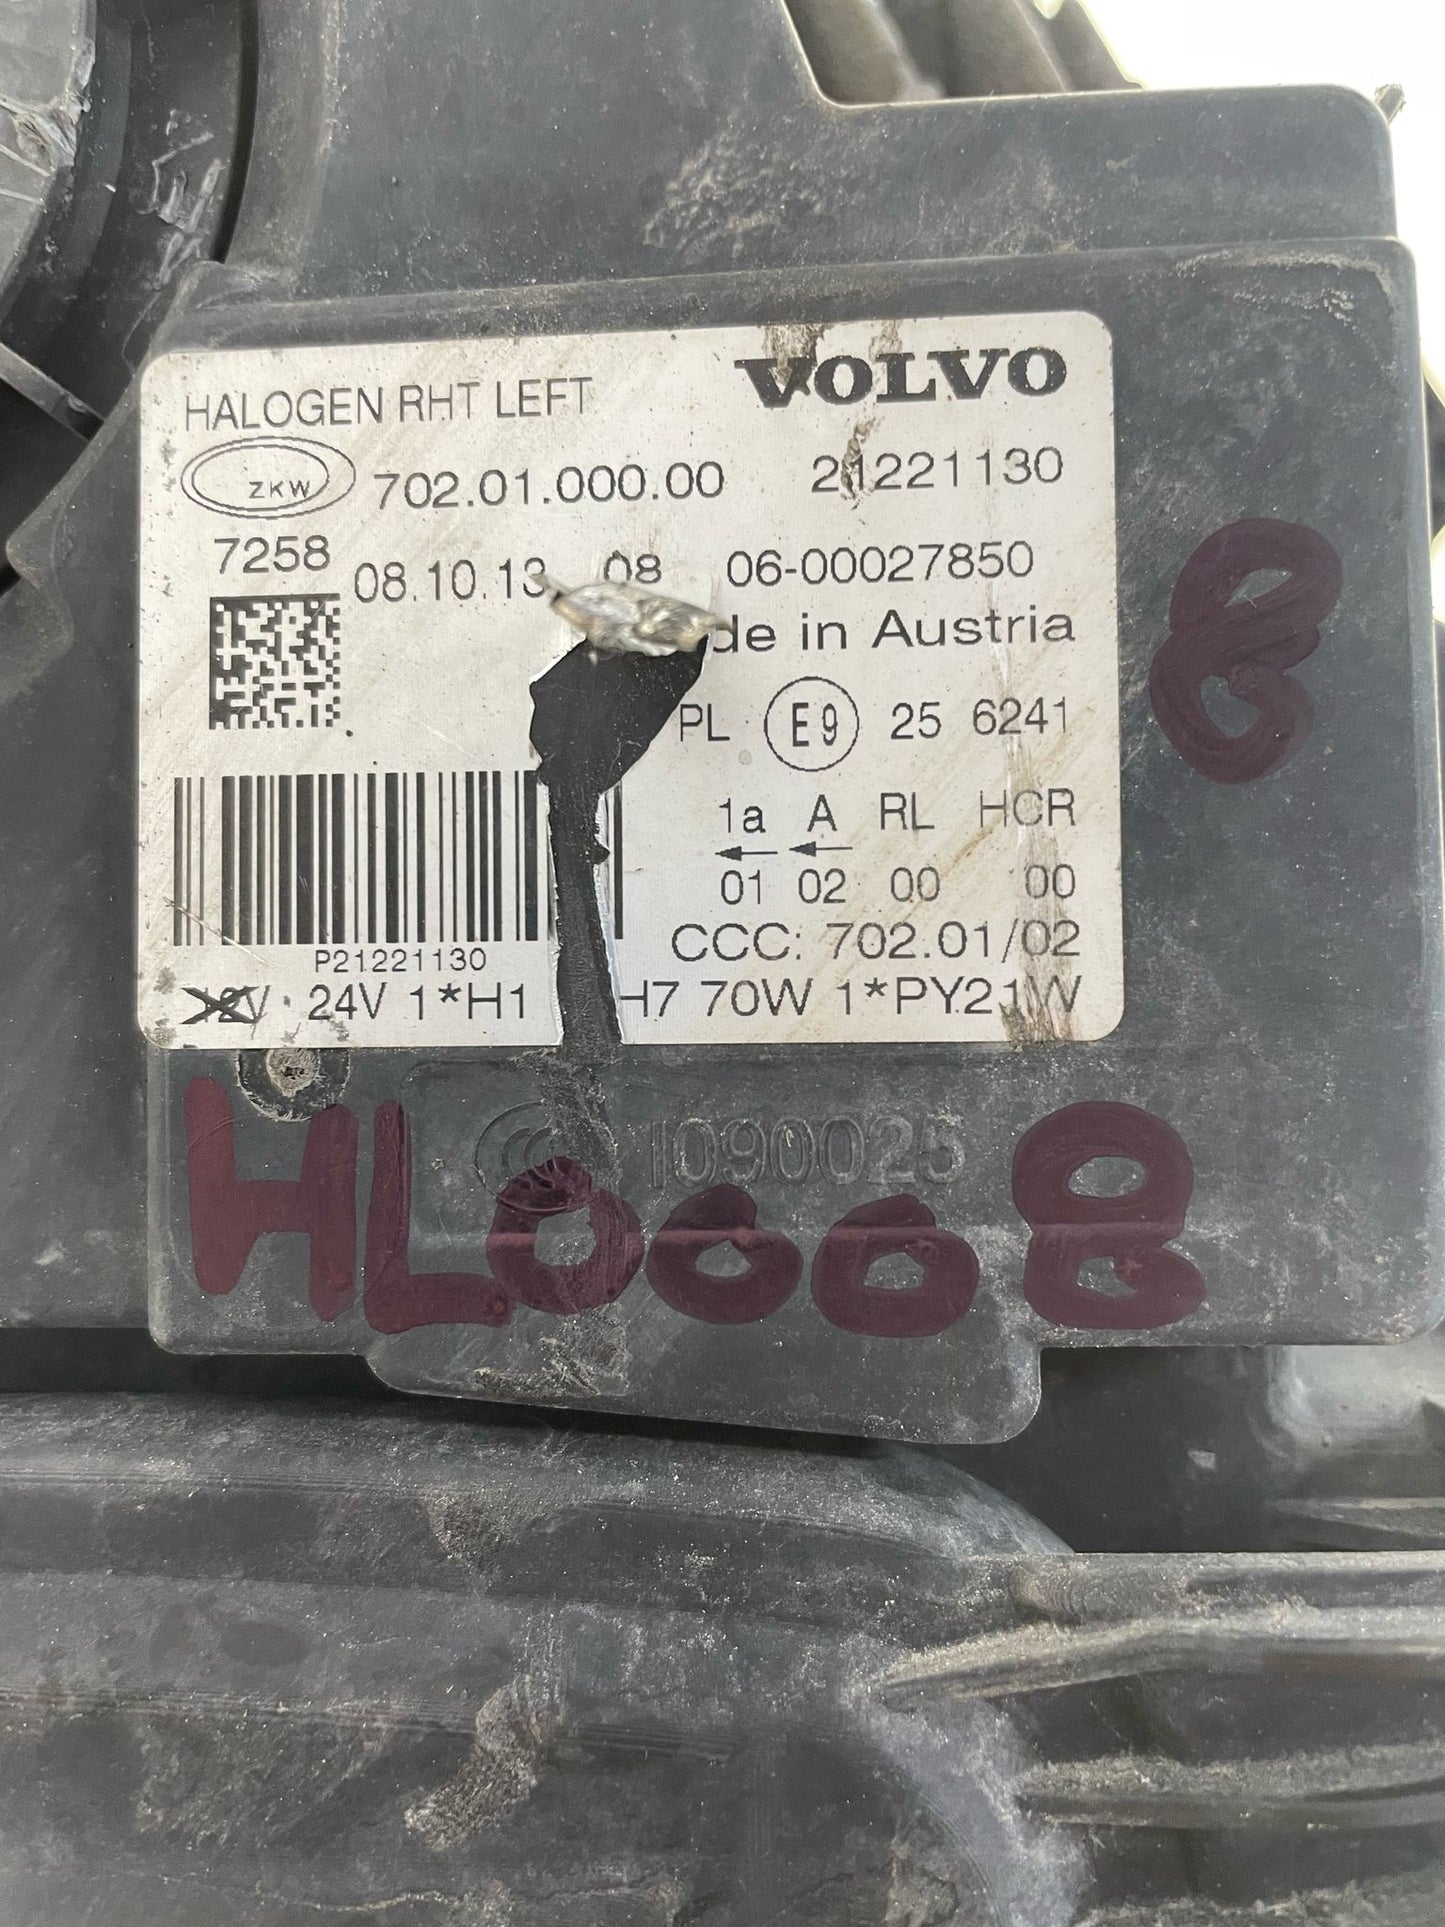 HALOGEN RHT LEFT VOLVO
ZKW 702.01.000.00 21221130
7258 08.10.13 08 06-00027850
in Austria
PL E9 25 6241
1a A RL HCR
01 02 00 00
CCC: 702.01/02
P21221130
12V 24V 1*H1 H7 70W 1*PY21W
8
CCC 1090025
HL0008